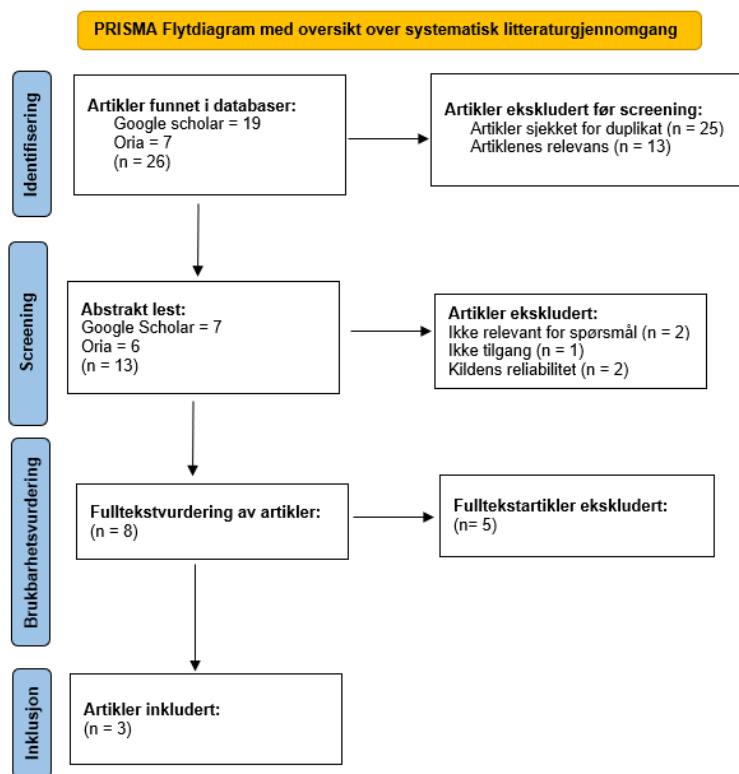 PRISMA Flytdiagram med oversikt over systematisk litteraturgjennomgang
Identifisering
Artikler funnet i databaser:
Google scholar = 19
Oria = 7
(n = 26)
Artikler ekskludert før screening:
Artikler sjekket for duplikat (n = 25)
Artiklenes relevans (n = 13)
Screening
Abstrakt lest:
Google Scholar = 7
Oria = 6
(n = 13)
Artikler ekskludert:
Ikke relevant for spørsmål (n = 2)
Ikke tilgang (n = 1)
Kildens reliabilitet (n = 2)
Brukbarhetsvurdering
Fulltekstvurdering av artikler:
(n = 8)
Fulltekstartikler ekskludert:
(n= 5)
Inklusjon
Artikler inkludert:
(n = 3)